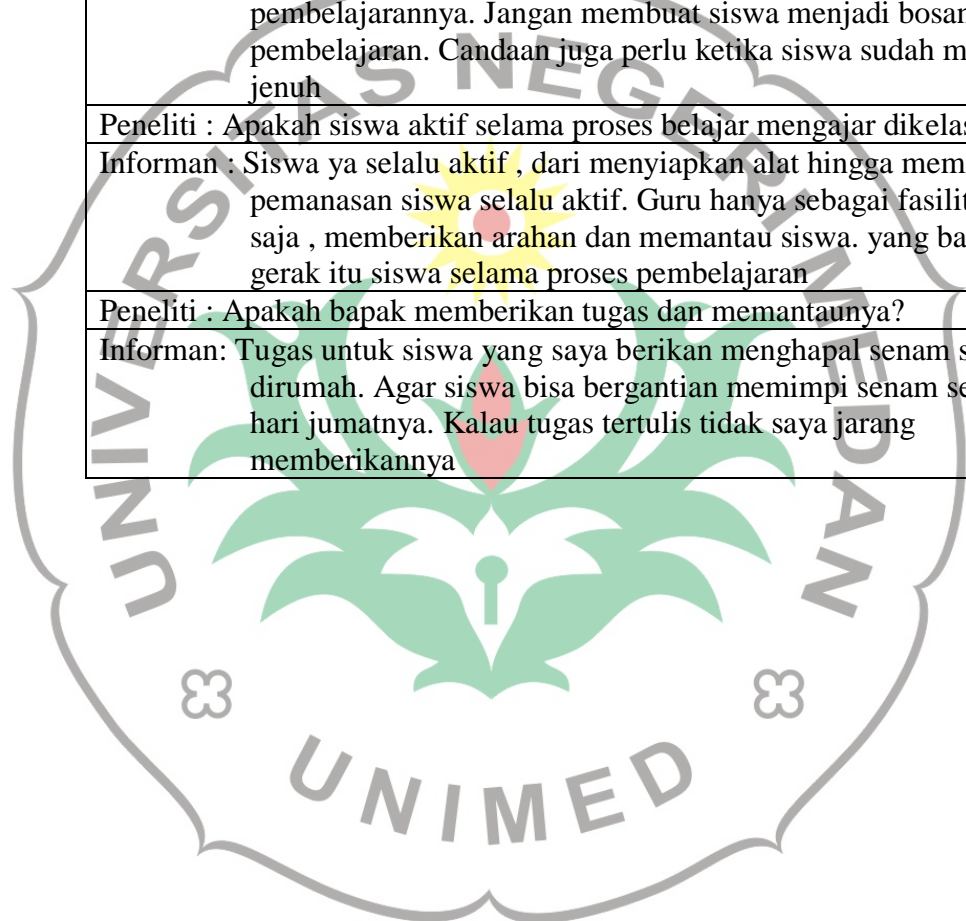 pembelajarannya. Jangan membuat siswa menjadi bosan
pembelajaran. Candaan juga perlu ketika siswa sudah
jenuh
Peneliti : Apakah siswa aktif selama proses belajar mengajar dikelas
Informan : Siswa ya selalu aktif , dari menyiapkan alat hingga
pemanasan siswa selalu aktif. Guru hanya sebagai
saja , memberikan arahan dan memantau siswa. yang
gerak itu siswa selama proses pembelajaran
Peneliti : Apakah bapak memberikan tugas dan memantaunya?
Informan: Tugas untuk siswa yang saya berikan menghapal senam
dirumah. Agar siswa bisa bergantian memimpi senam
hari jumatnya. Kalau tugas tertulis tidak saya jarang
memberikannya
UNIVERSITAS NEGERI MEDAN
UNIMED